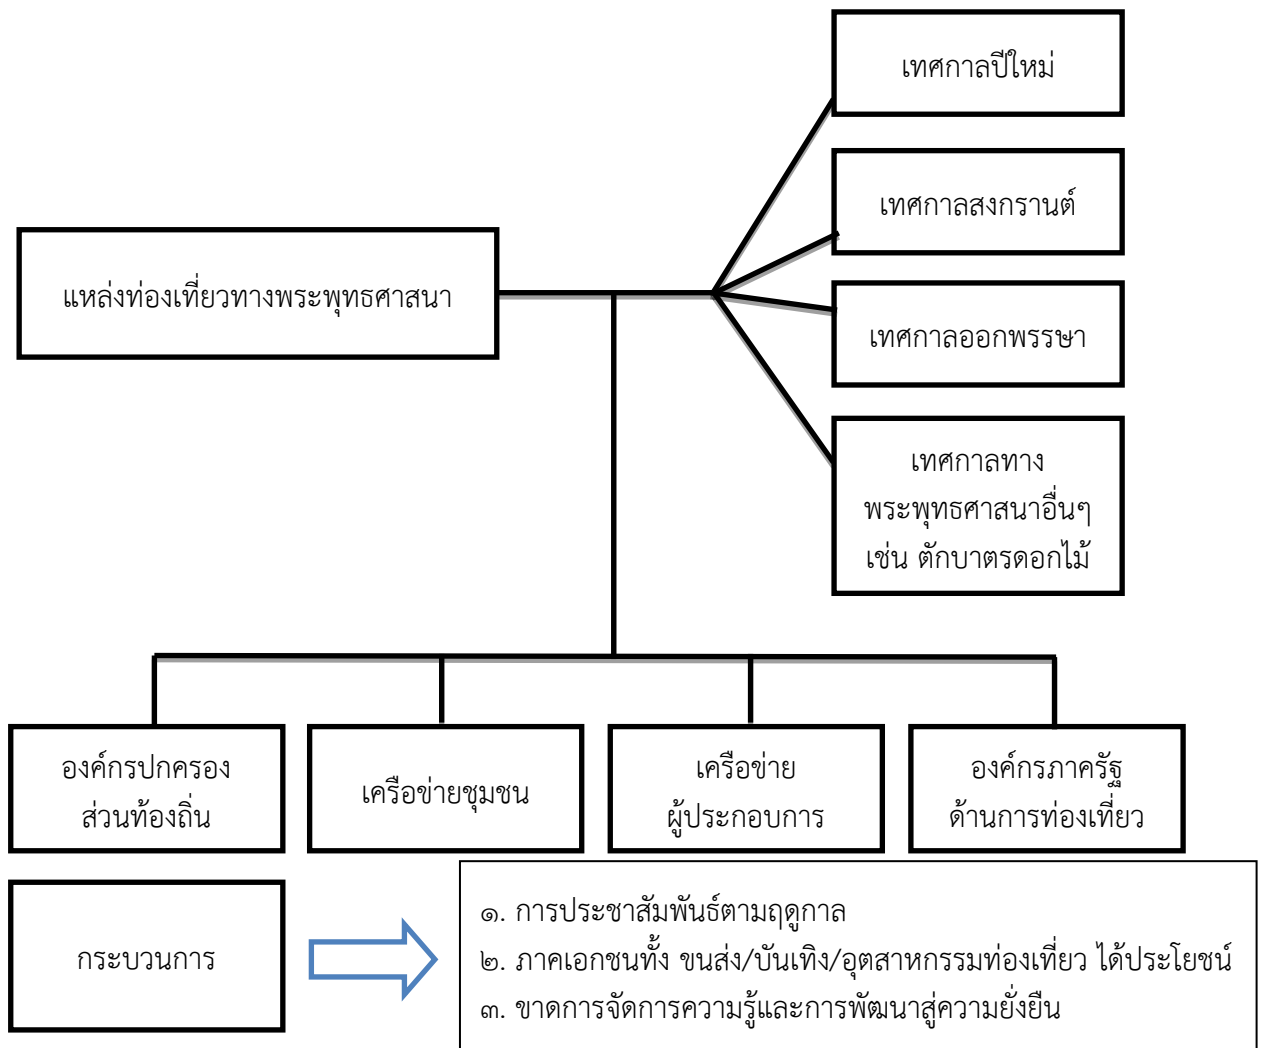 เทศกาลปีใหม่
เทศกาลสงกรานต์
แหล่งท่องเที่ยวทางพระพุทธศาสนา
เทศกาลออกพรรษา
เทศกาลทาง
พระพุทธศาสนาอื่นๆ
เช่น ตักบาตรดอกไม้
องค์กรปกครอง
ส่วนท้องถิ่น
เครือข่ายชุมชน
เครือข่าย
ผู้ประกอบการ
องค์กรภาครัฐ
ด้านการท่องเที่ยว
กระบวนการ
๑. การประชาสัมพันธ์ตามฤดูกาล
๒. ภาคเอกชนทั้ง ขนส่ง/บันเทิง/อุตสาหกรรมท่องเที่ยว ได้ประโยชน์
๓. ขาดการจัดการความรู้และการพัฒนาสู่ความยั่งยืน